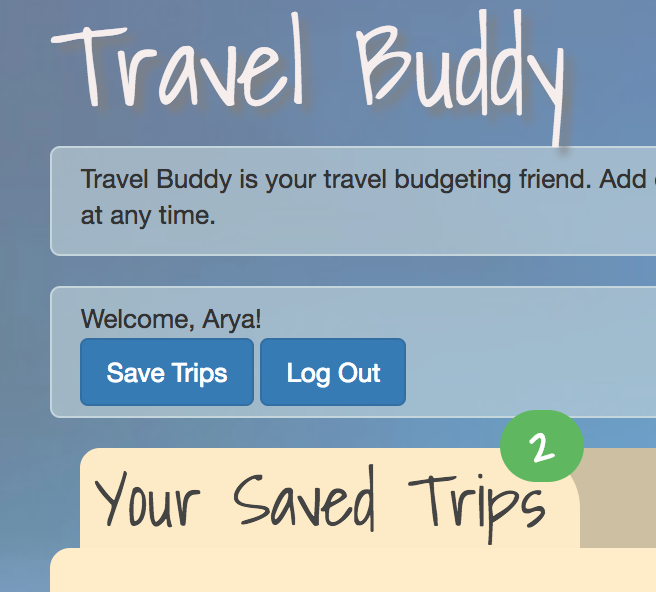 Travel Buddy
Travel Buddy is your travel budgeting friend. Add
at any time.
Welcome, Arya!
Save Trips Log Out
2
Your Saved Trips